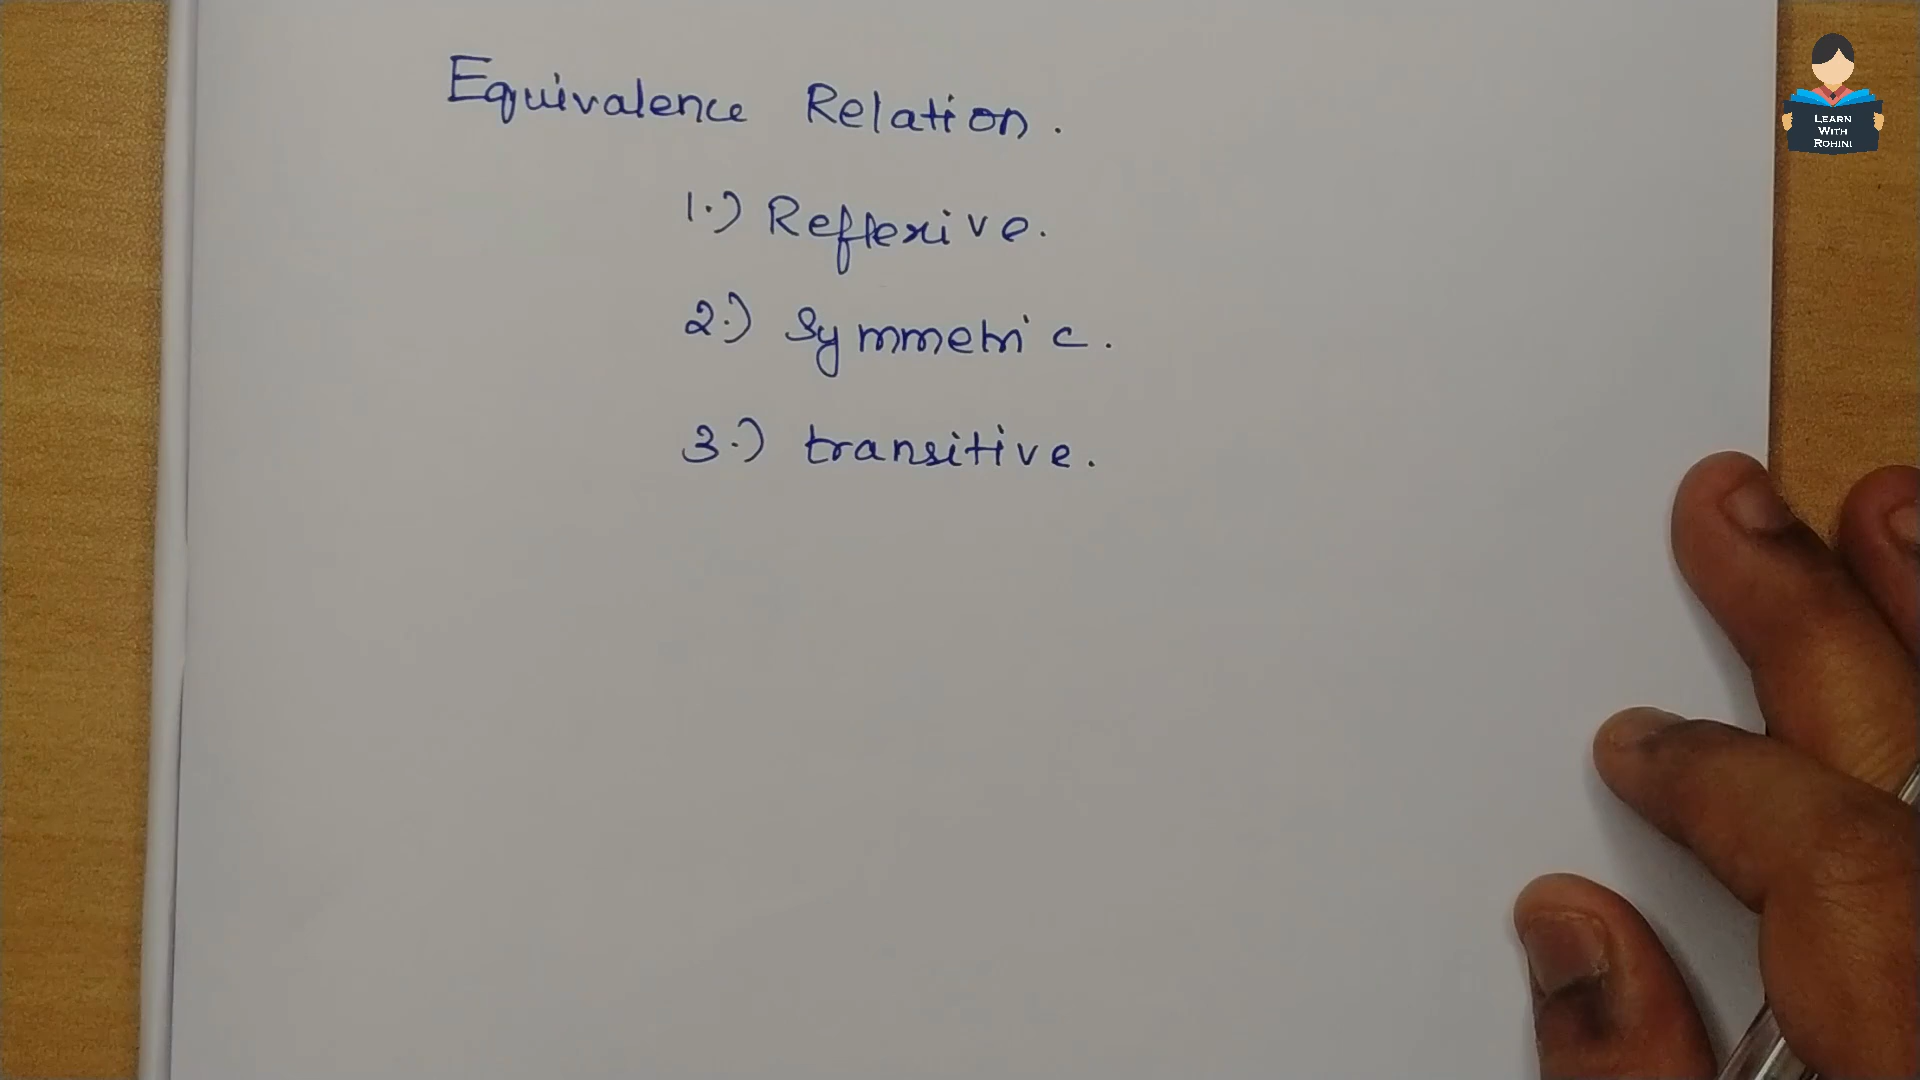 Equivalence Relation.
1.) Reflexive.
2.) Symmetric.
3.) transitive.
LEARN
WITH
ROHINI